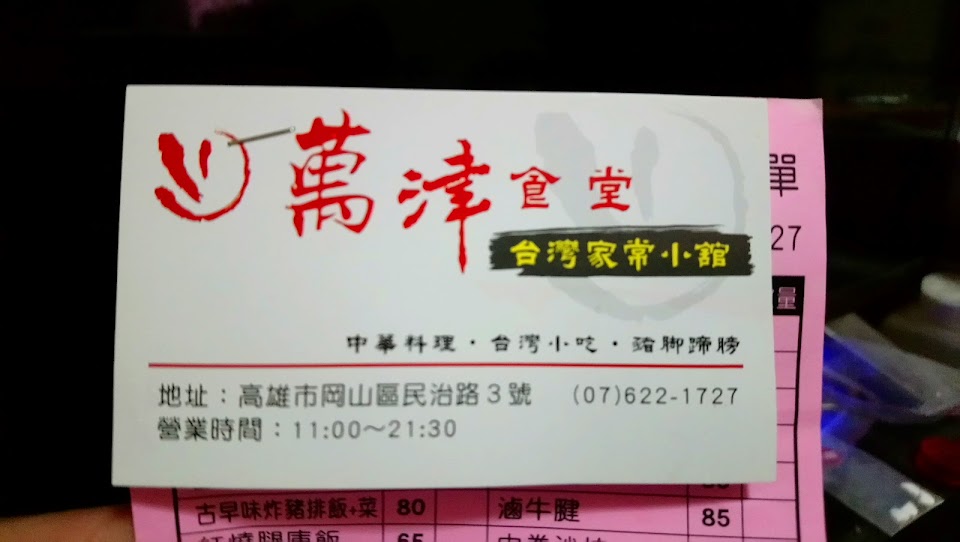 萬津食堂
台灣家常小館
中華料理・台灣小吃・豬腳蹄膀
地址：高雄市岡山區民治路3號 (07)622-1727
營業時間：11:00～21:30
單
27
量
古早味炸豬排飯+菜 80 滷牛腱 85
65